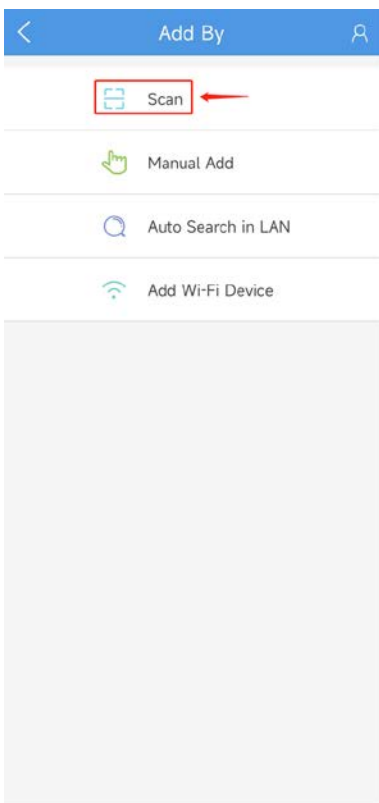 Add By
Scan
Manual Add
Auto Search in LAN
Add Wi-Fi Device